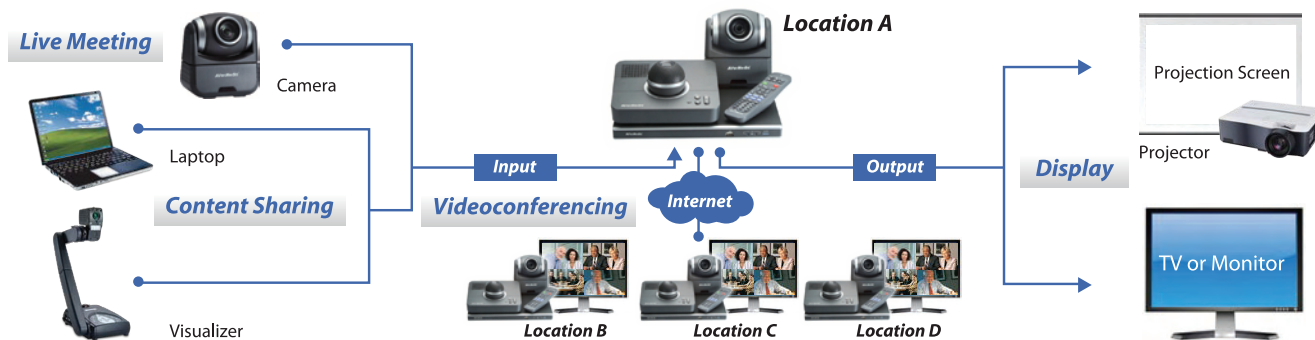 Live Meeting
Camera
Laptop
Content Sharing
Visualizer
Location A
Input
Videoconferencing
Internet
Output
Location B
Location C
Location D
Display
Projection Screen
Projector
TV or Monitor